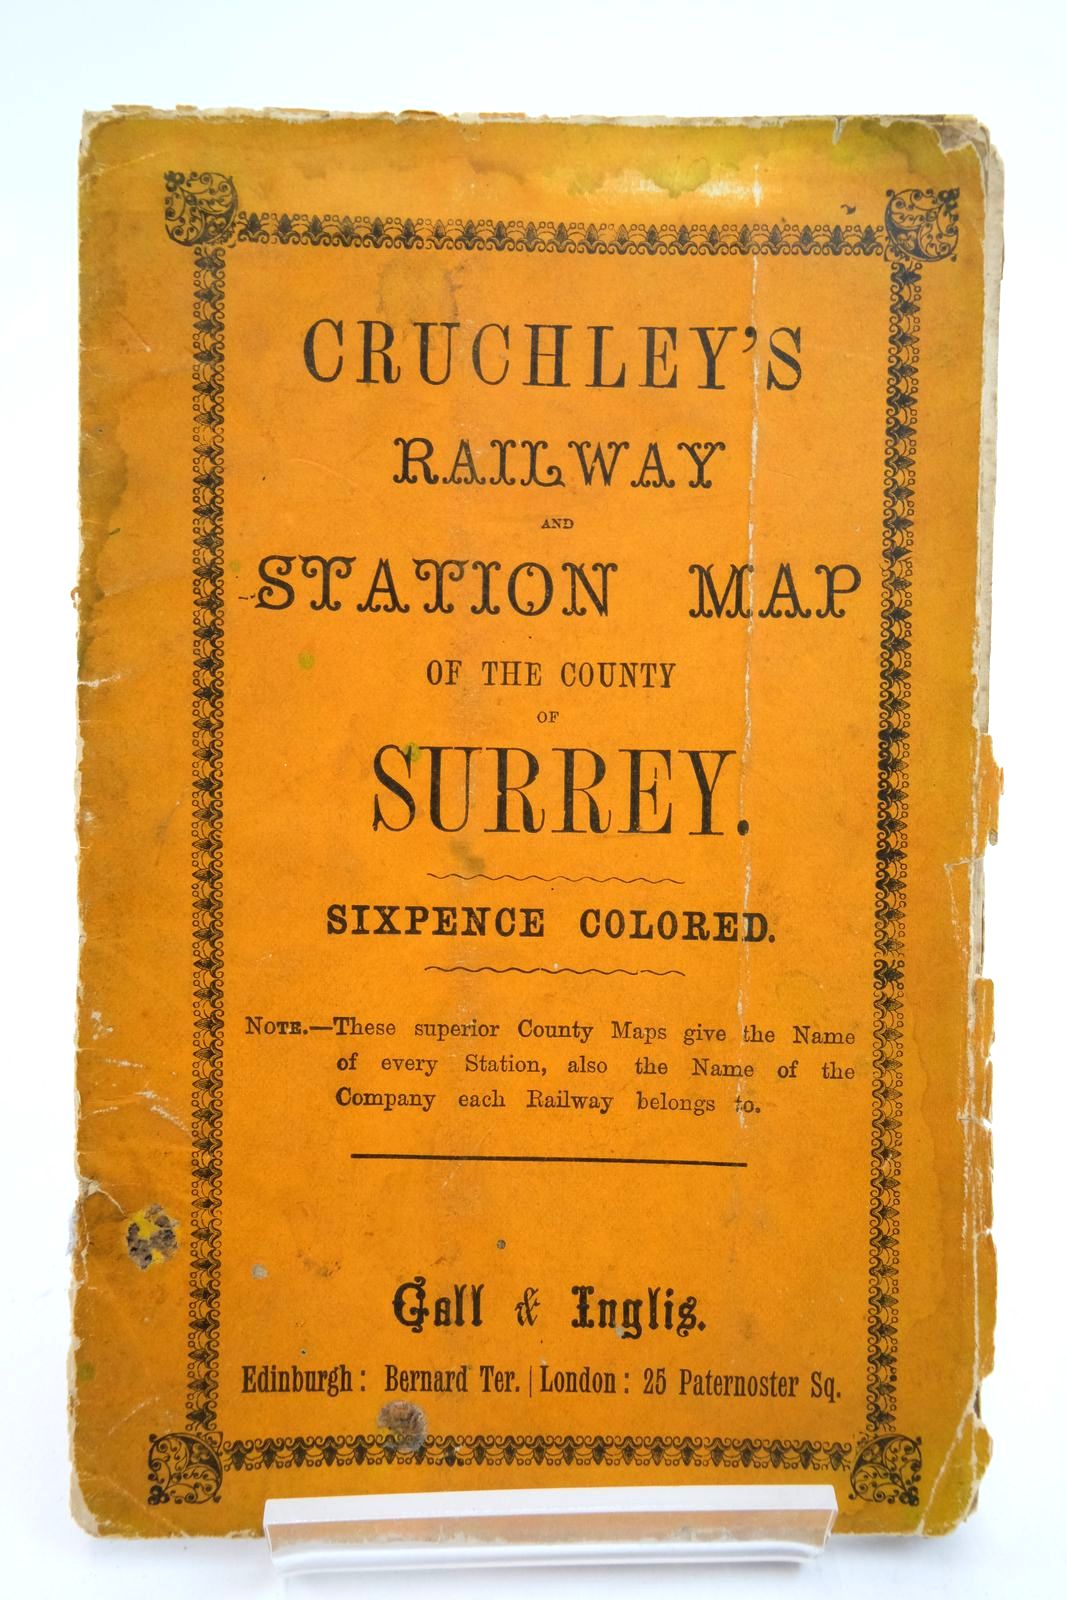 CRUCHLEY'S
RAILWAY
AND
STATION MAP
OF THE COUNTY
OF
SURREY.
SIXPENCE COLORED.
NOTE.—These superior County Maps give the Name
of every Station, also the Name of the
Company each Railway belongs to.
Gall & Inglis.
Edinburgh: Bernard Ter. | London: 25 Paternoster Sq.